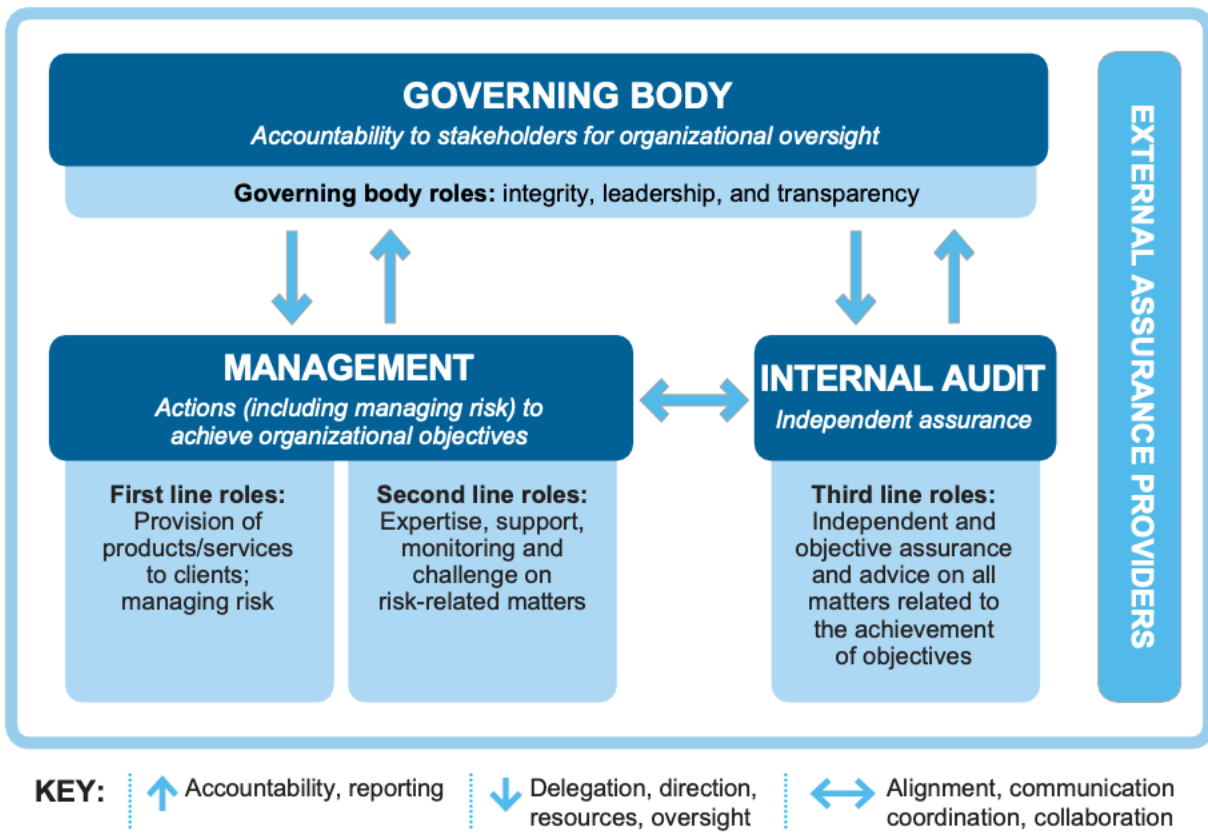 GOVERNING BODY
Accountability to stakeholders for organizational oversight
Governing body roles: integrity, leadership, and transparency
MANAGEMENT
Actions (including managing risk) to
achieve organizational objectives
First line roles:
Provision of
products/services
to clients;
managing risk
Second line roles:
Expertise, support,
monitoring and
challenge on
risk-related matters
INTERNAL AUDIT
Independent assurance
Third line roles:
Independent and
objective assurance
and advice on all
matters related to
the achievement
of objectives
EXTERNAL ASSURANCE PROVIDERS
KEY:
Accountability, reporting
Delegation, direction,
resources, oversight
Alignment, communication
coordination, collaboration